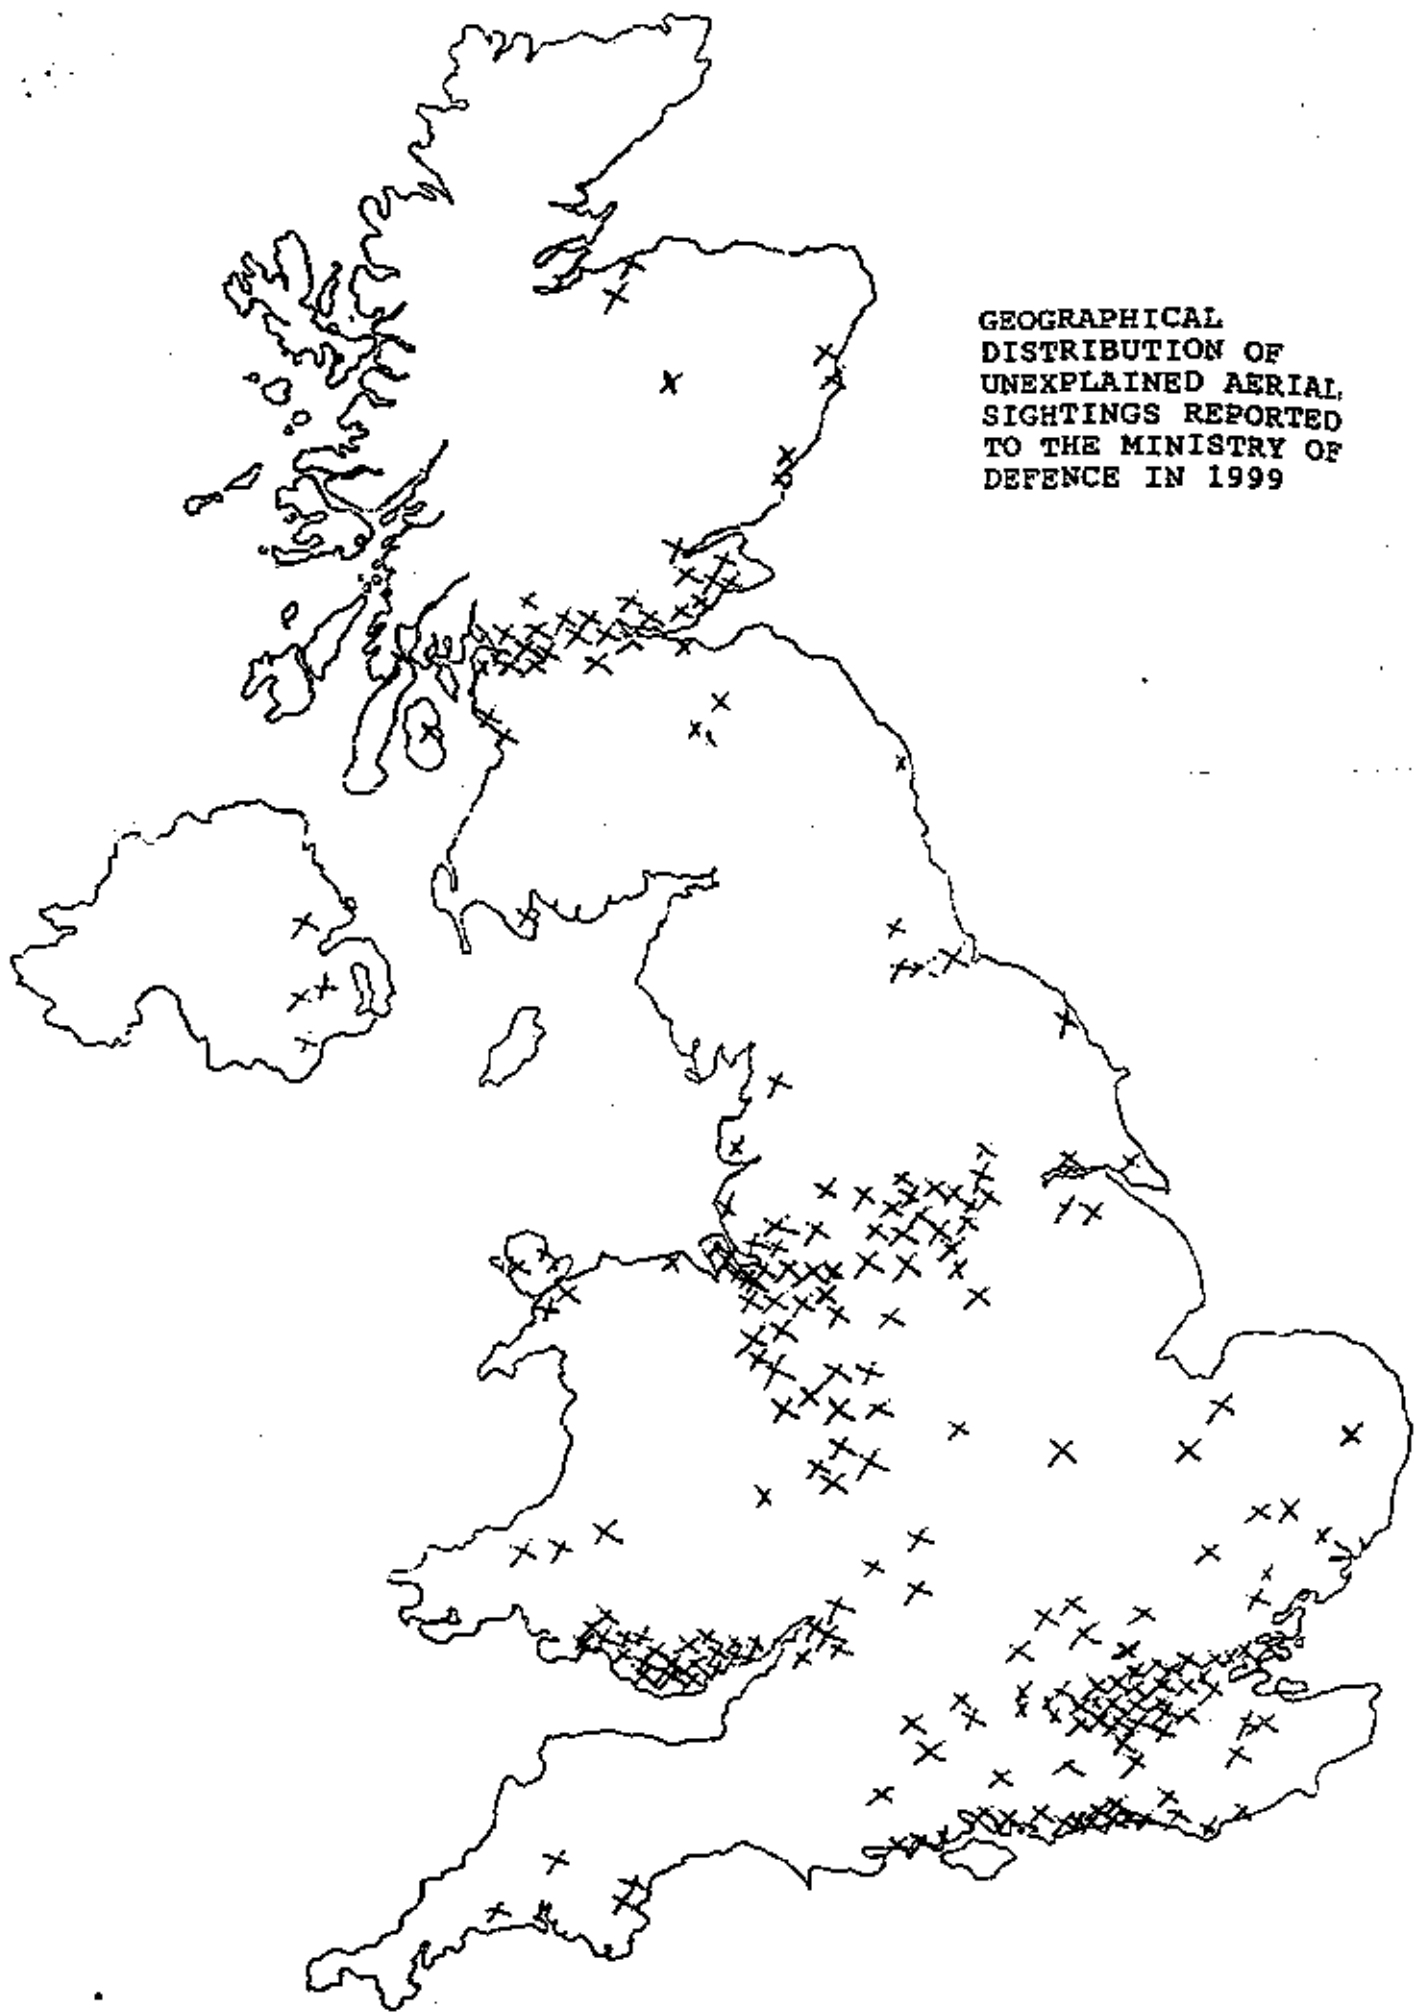 GEOGRAPHICAL
DISTRIBUTION OF
UNEXPLAINED AERIAL
SIGHTINGS REPORTED
TO THE MINISTRY OF
DEFENCE IN 1999